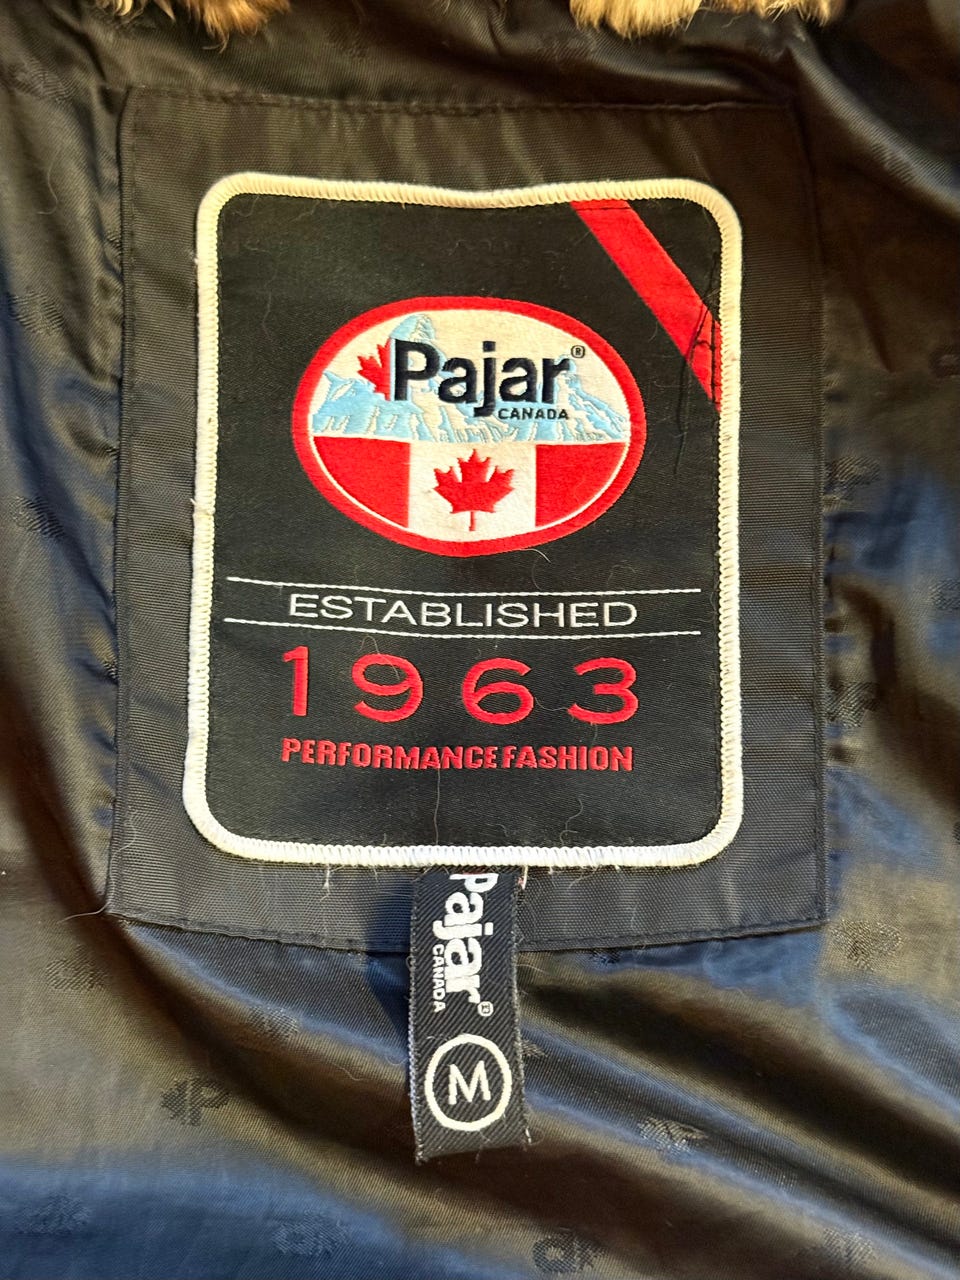 Pajar®
CANADA
ESTABLISHED
1963
PERFORMANCE FASHION
Pajar®
CANADA
M